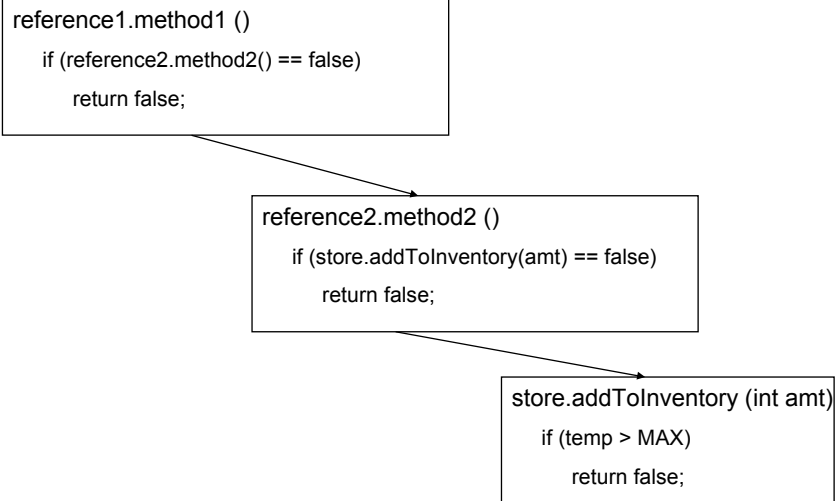 reference1.method1 ()
if (reference2.method2() == false)
return false;
reference2.method2 ()
if (store.addToInventory(amt) == false)
return false;
store.addToInventory (int amt)
if (temp > MAX)
return false;